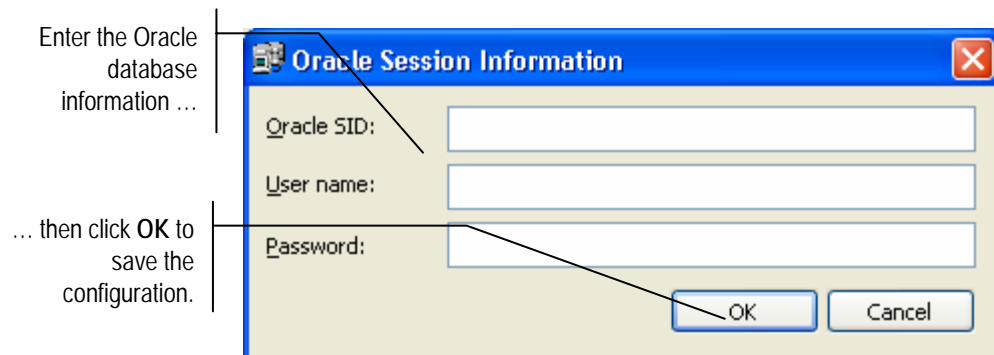 Enter the Oracle
database
information …
Oracle Session Information
Oracle SID:
User name:
Password:
… then click OK to
save the
configuration.
OK
Cancel